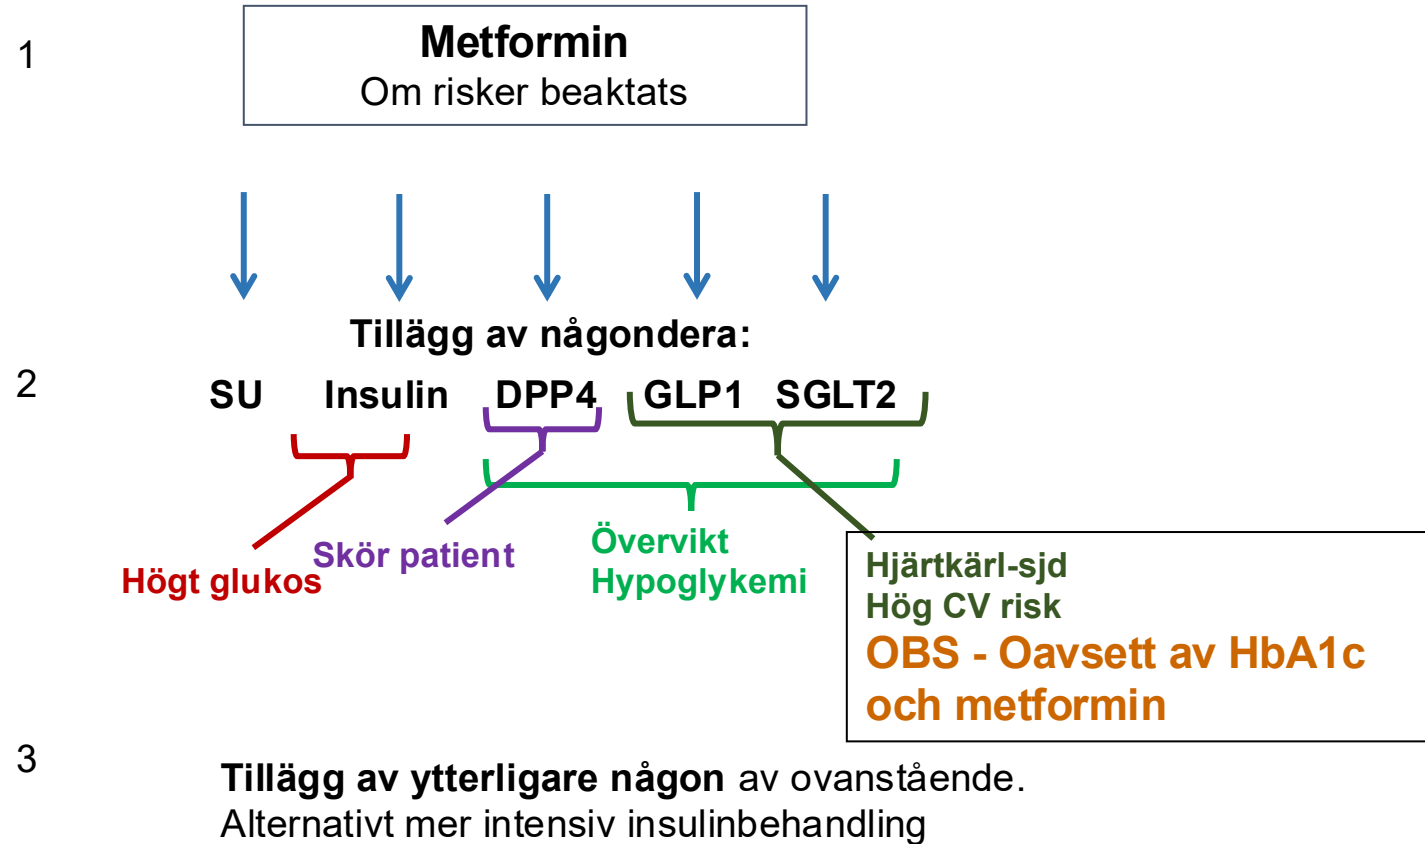 1
Metformin
Om risker beaktats
Tillägg av någondera:
2
SU Insulin DPP4 GLP1 SGLT2
Högt glukos
Skör patient
Övervikt
Hypoglykemi
Hjärtkärl-sjd
Hög CV risk
OBS - Oavsett av HbA1c
och metformin
3
Tillägg av ytterligare någon av ovanstående.
Alternativt mer intensiv insulinbehandling